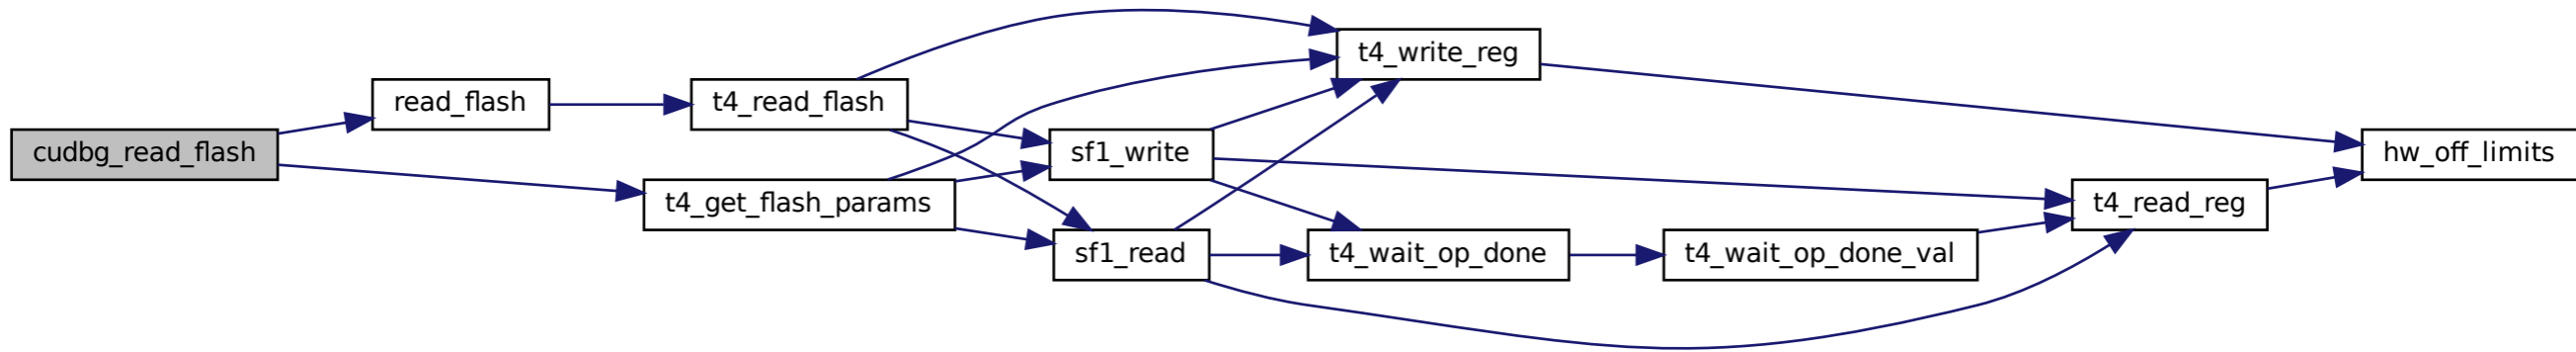 cudbg_read_flash
read_flash
t4_read_flash
t4_get_flash_params
sf1_write
sf1_read
t4_write_reg
t4_wait_op_done
t4_wait_op_done_val
t4_read_reg
hw_off_limits